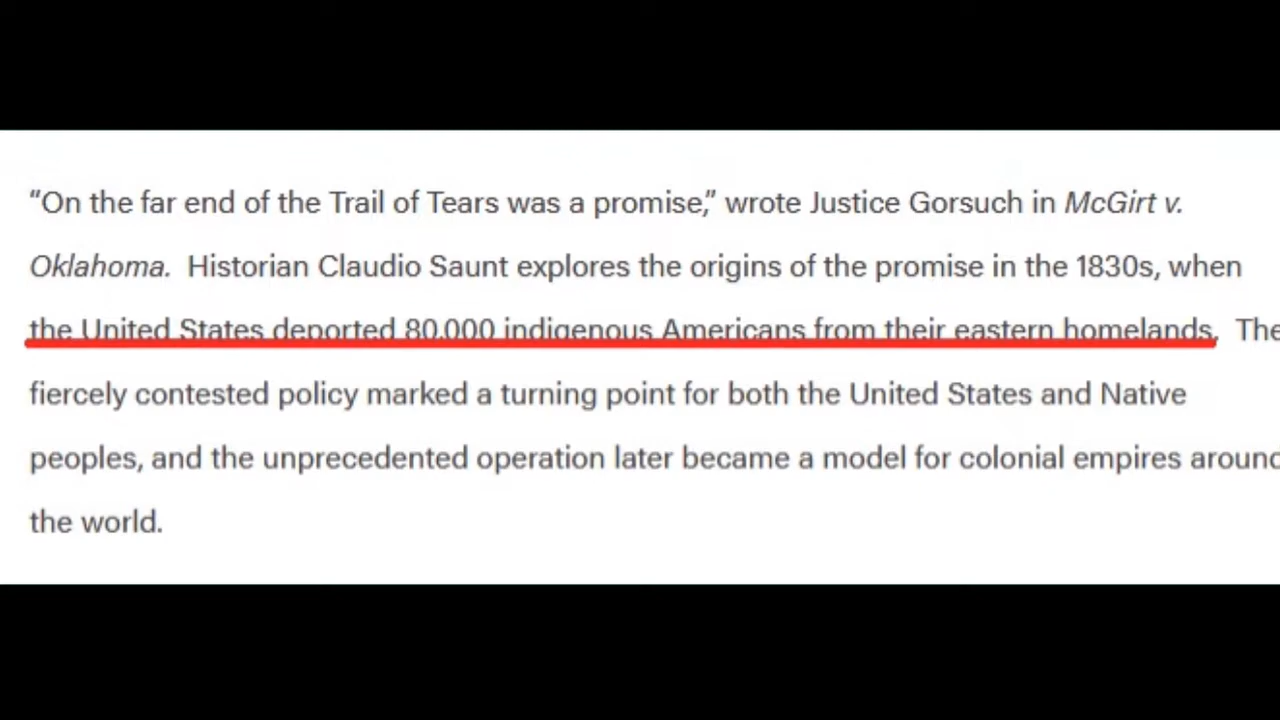 “On the far end of the Trail of Tears was a promise,” wrote Justice Gorsuch in McGirt v.
Oklahoma. Historian Claudio Saunt explores the origins of the promise in the 1830s, when
the United States deported 80,000 indigenous Americans from their eastern homelands. The
fiercely contested policy marked a turning point for both the United States and Native
peoples, and the unprecedented operation later became a model for colonial empires around
the world.